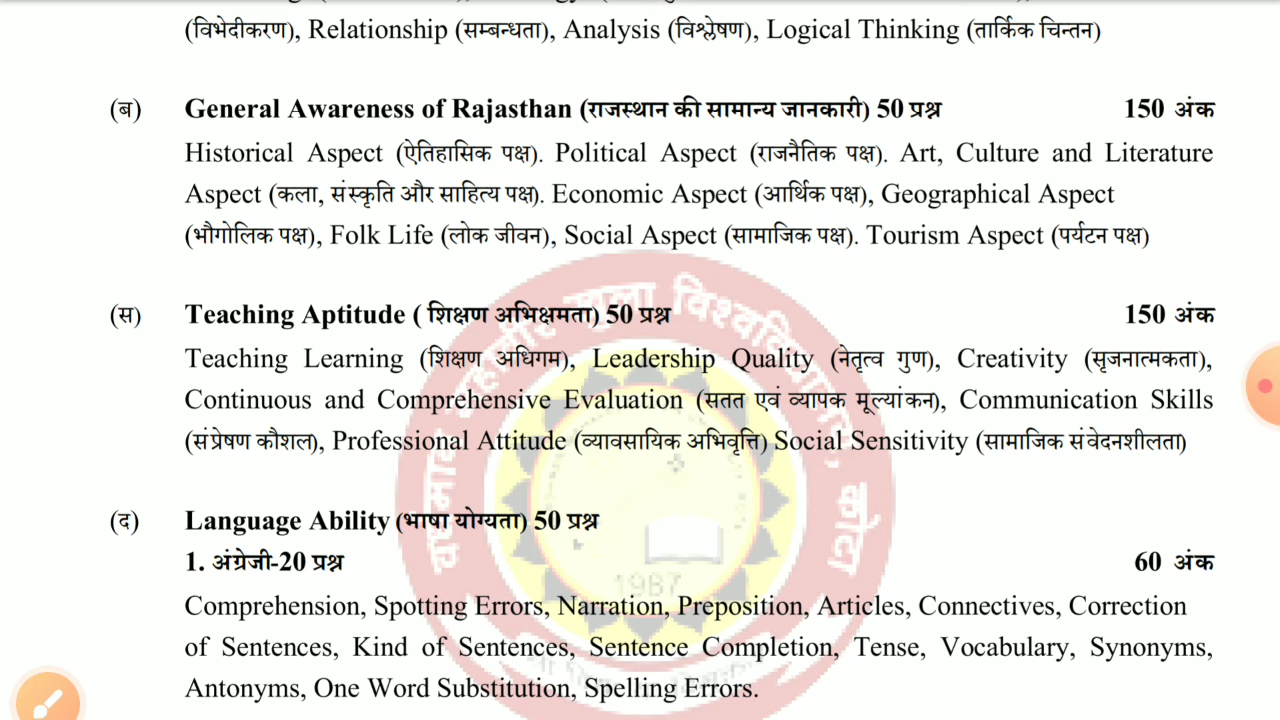 (विभेदीकरण), Relationship (सम्बन्धता), Analysis (विश्लेषण), Logical Thinking (तार्किक चिन्तन)
(ब) General Awareness of Rajasthan (राजस्थान की सामान्य जानकारी) 50 प्रश्न 150 अंक
Historical Aspect (ऐतिहासिक पक्ष). Political Aspect (राजनैतिक पक्ष). Art, Culture and Literature
Aspect (कला, संस्कृति और साहित्य पक्ष). Economic Aspect (आर्थिक पक्ष), Geographical Aspect
(भौगोलिक पक्ष), Folk Life (लोक जीवन), Social Aspect (सामाजिक पक्ष). Tourism Aspect (पर्यटन पक्ष)
(स) Teaching Aptitude ( शिक्षण अभिक्षमता) 50 प्रश्न 150 अंक
Teaching Learning (शिक्षण अधिगम), Leadership Quality (नेतृत्व गुण), Creativity (सृजनात्मकता),
Continuous and Comprehensive Evaluation (सतत एवं व्यापक मूल्यांकन), Communication Skills
(संप्रेषण कौशल), Professional Attitude (व्यावसायिक अभिवृत्ति) Social Sensitivity (सामाजिक संवेदनशीलता)
(द) Language Ability (भाषा योग्यता) 50 प्रश्न
1. अंग्रेजी-20 प्रश्न 60 अंक
Comprehension, Spotting Errors, Narration, Preposition, Articles, Connectives, Correction
of Sentences, Kind of Sentences, Sentence Completion, Tense, Vocabulary, Synonyms,
Antonyms, One Word Substitution, Spelling Errors.
खुला विश्वविद्यालय, कोटा
1987